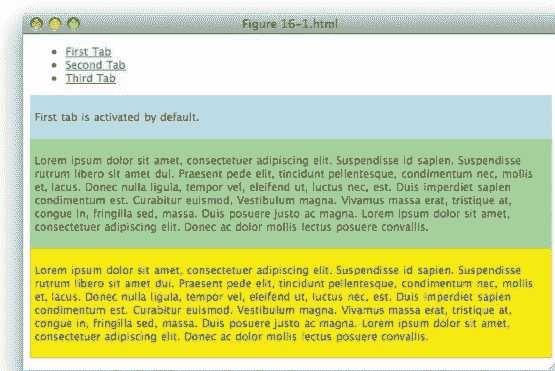 Figure 16-1.html
First Tab
Second Tab
Third Tab
First tab is activated by default.
Lorem ipsum dolor sit amet, consectetuer adipiscing elit. Suspendisse id sapien. Suspendisse
rutrum libero sit amet dui. Praesent pede elit, tincidunt pellentesque, condimentum nec, mollis
et, lacus. Donec nulla ligula, tempor vel, eleifend ut, luctus nec, est. Duis imperdiet sapien
condimentum est. Curabitur euismod. Vestibulum magna. Vivamus massa erat, tristique at,
congue in, fringilla sed, massa. Duis posuere justo ac magna. Lorem ipsum dolor sit amet,
consectetuer adipiscing elit. Donec ac dolor mollis lectus posuere convallis.
Lorem ipsum dolor sit amet, consectetuer adipiscing elit. Suspendisse id sapien. Suspendisse
rutrum libero sit amet dui. Praesent pede elit, tincidunt pellentesque, condimentum nec, mollis
et, lacus. Donec nulla ligula, tempor vel, eleifend ut, luctus nec, est. Duis imperdiet sapien
condimentum est. Curabitur euismod. Vestibulum magna. Vivamus massa erat, tristique at,
congue in, fringilla sed, massa. Duis posuere justo ac magna. Lorem ipsum dolor sit amet,
consectetuer adipiscing elit. Donec ac dolor mollis lectus posuere convallis.